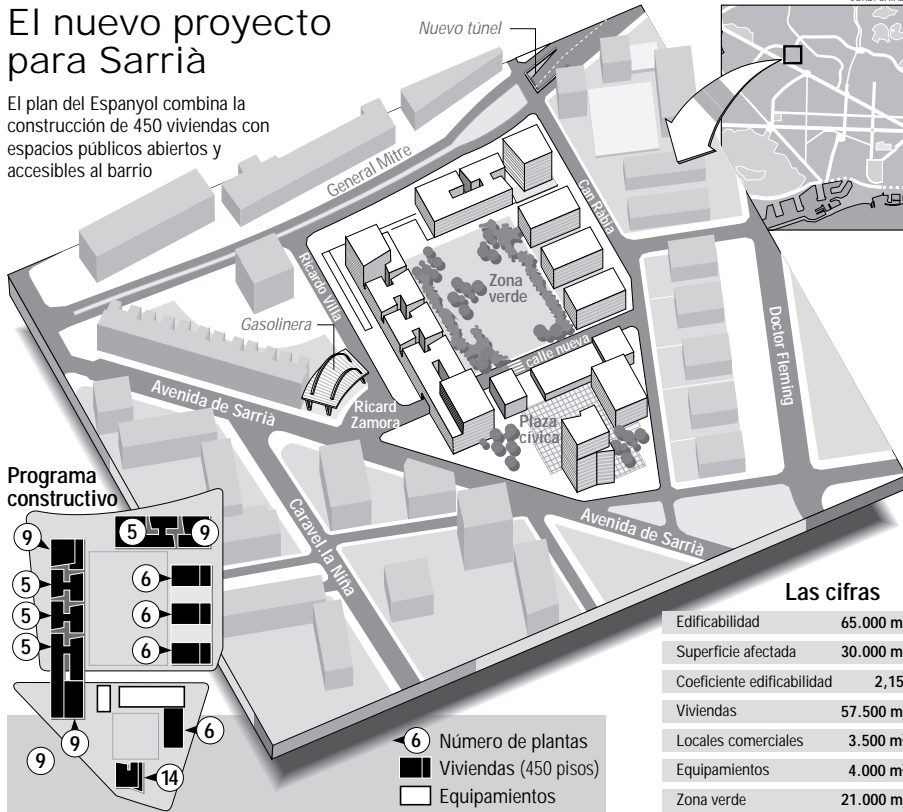 El nuevo proyecto
para Sarrià
El plan del Espanyol combina la
construcción de 450 viviendas con
espacios públicos abiertos y
accesibles al barrio
Nuevo túnel
General Mitre
Can Ràbia
Ricardo Villa
Zona
verde
Gasolinera
calle nueva
Doctor Fleming
Avenida de Sarrià
Ricard
Zamora
Plaza
cívica
Caravel.la Niña
Avenida de Sarrià
Programa
constructivo
9
5
9
5
6
5
6
5
6
9
6
9
14
6 Número de plantas
Viviendas (450 pisos)
Equipamientos
Las cifras
Edificabilidad 65.000 m
Superficie afectada 30.000 m
Coeficiente edificabilidad 2,15
Viviendas 57.500 m
Locales comerciales 3.500 m
Equipamientos 4.000 m
Zona verde 21.000 m